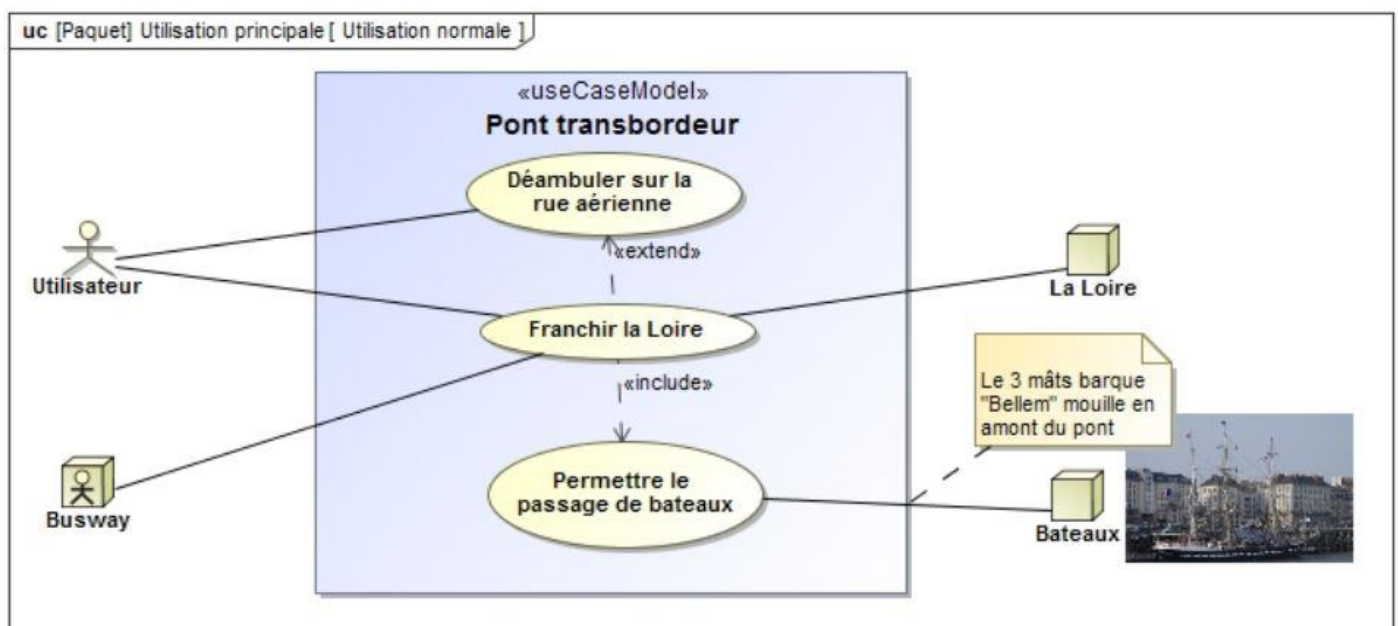 uc [Paquet] Utilisation principale [ Utilisation normale ]
«useCaseModel»
Pont transbordeur
Déambuler sur la
rue aérienne
«extend»
Utilisateur
La Loire
Franchir la Loire
«include»
Le 3 mâts barque
"Bellem" mouille en
amont du pont
Permettre le
passage de bateaux
Busway
Bateaux